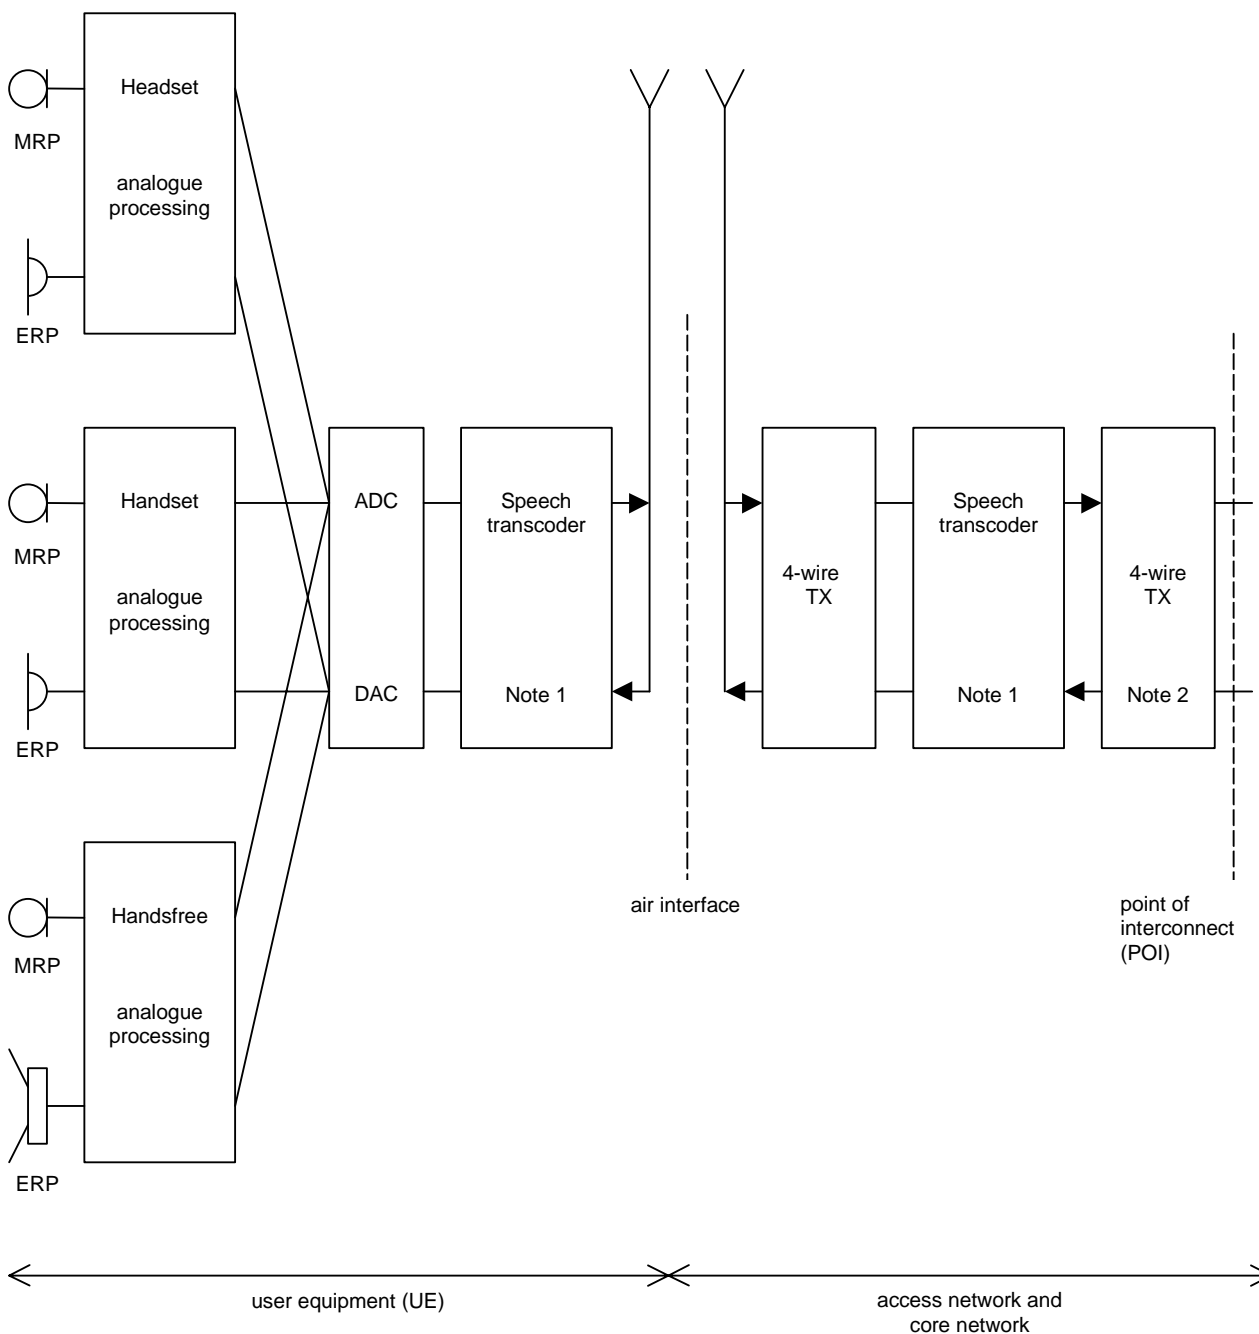 Headset
MRP
analogue
processing
ERP
Handset
MRP
analogue
processing
ERP
Handsfree
MRP
analogue
processing
ERP
ADC
DAC
Speech
transcoder
Note 1
air interface
4-wire
TX
Speech
transcoder
Note 1
4-wire
TX
Note 2
point of
interconnect
(POI)
user equipment (UE)
access network and
core network